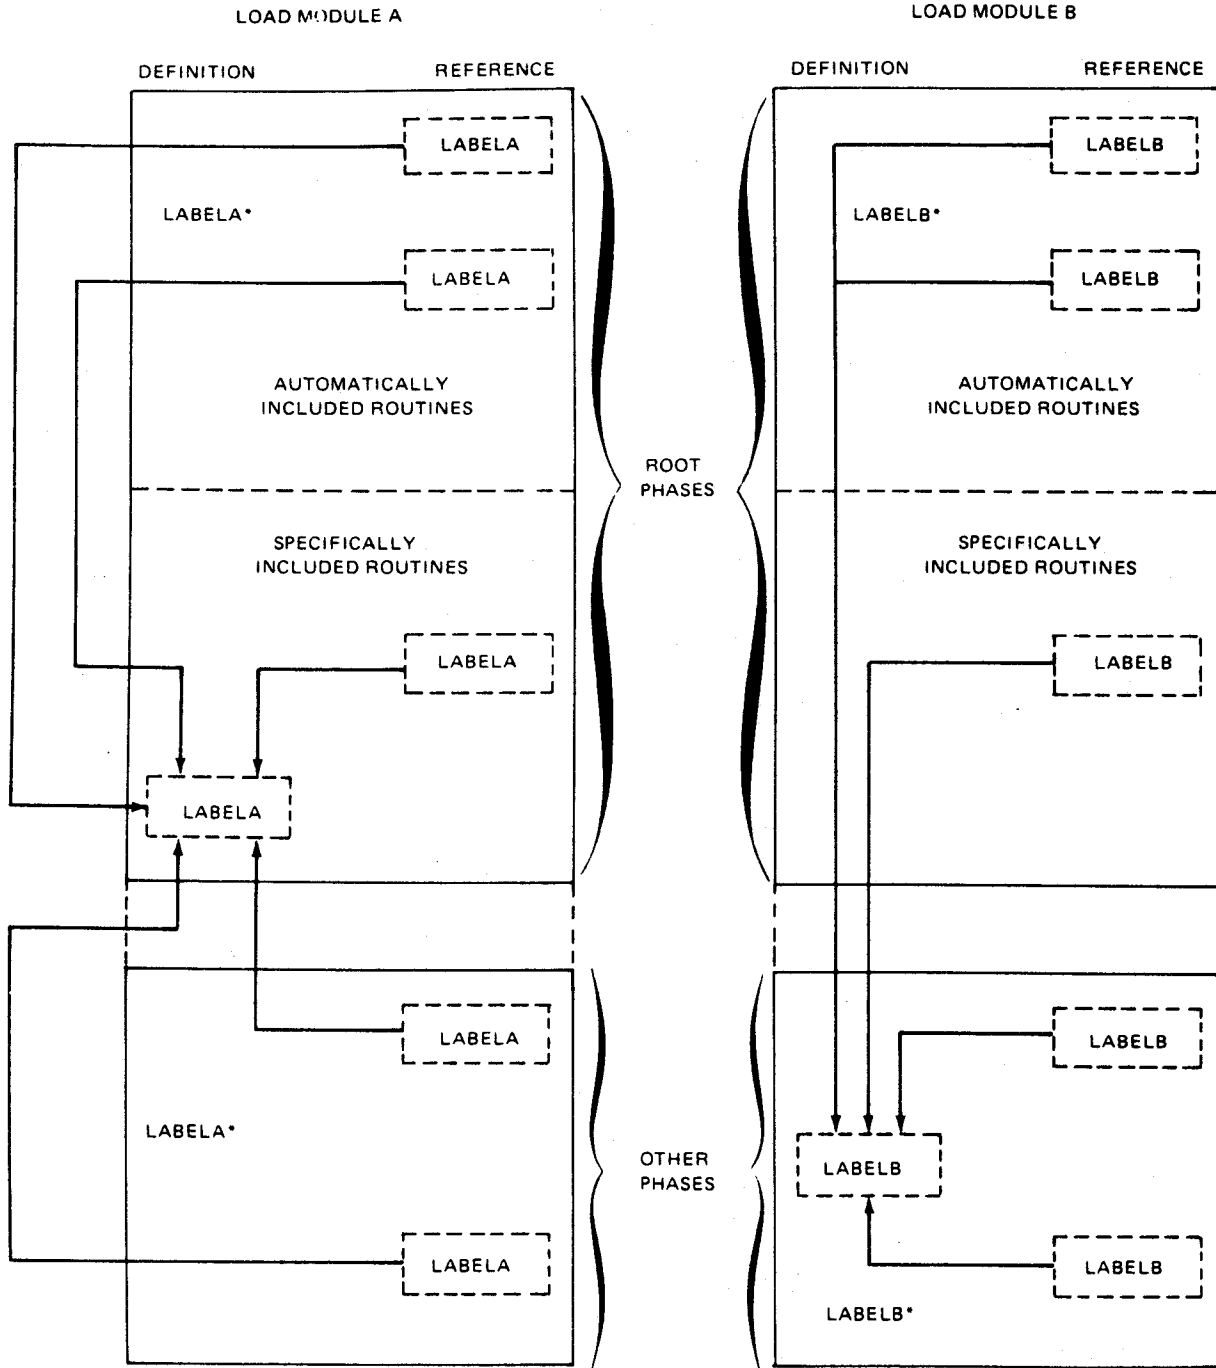 LOAD MODULE A
LOAD MODULE B
DEFINITION
REFERENCE
DEFINITION
REFERENCE
LABELA
LABELB
LABELA*
LABELB*
LABELA
LABELB
AUTOMATICALLY
INCLUDED ROUTINES
AUTOMATICALLY
INCLUDED ROUTINES
ROOT
PHASES
SPECIFICALLY
INCLUDED ROUTINES
SPECIFICALLY
INCLUDED ROUTINES
LABELA
LABELB
LABELA
LABELA
LABELB
LABELA*
OTHER
PHASES
LABELB
LABELA
LABELB
LABELB*